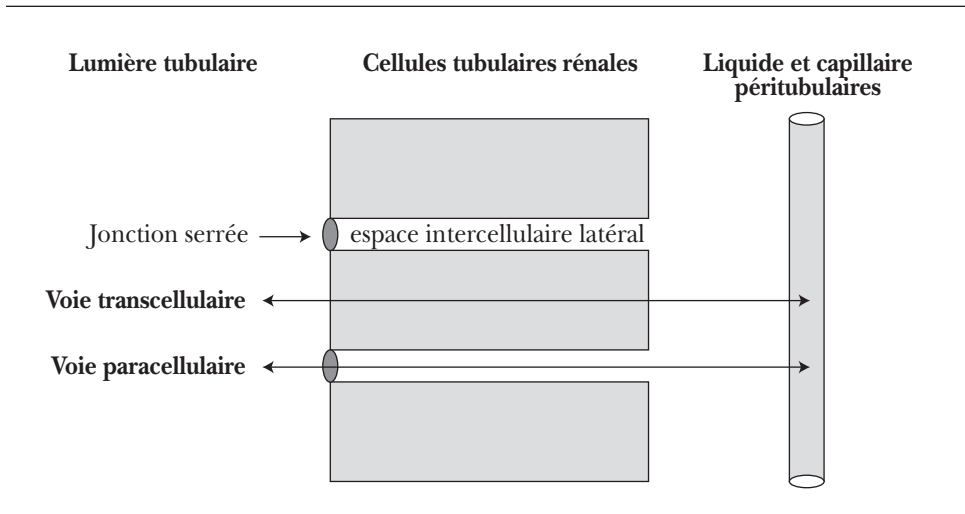 Lumière tubulaire
Cellules tubulaires rénales
Liquide et capillaire
péritubulaires
Jonction serrée
espace intercellulaire latéral
Voie transcellulaire
Voie paracellulaire